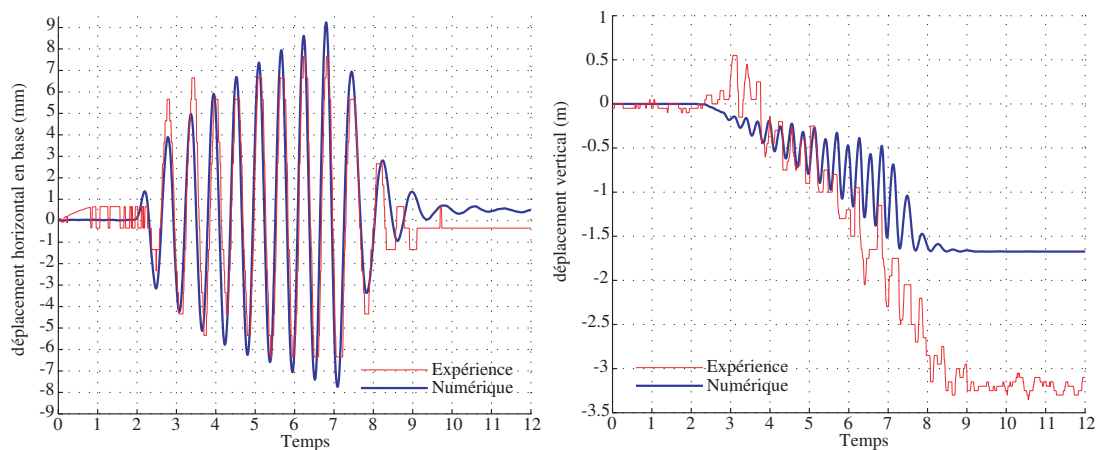 déplacement horizontal en base (mm)
9
8
7
6
5
4
3
2
1
0
-1
-2
-3
-4
-5
-6
-7
-8
-9
0 1 2 3 4 5 6 7 8 9 10 11 12
Temps
Expérience
Numérique
déplacement vertical (m)
1
0.5
0
-0.5
-1
-1.5
-2
-2.5
-3
-3.5
0 1 2 3 4 5 6 7 8 9 10 11 12
Temps
Expérience
Numérique